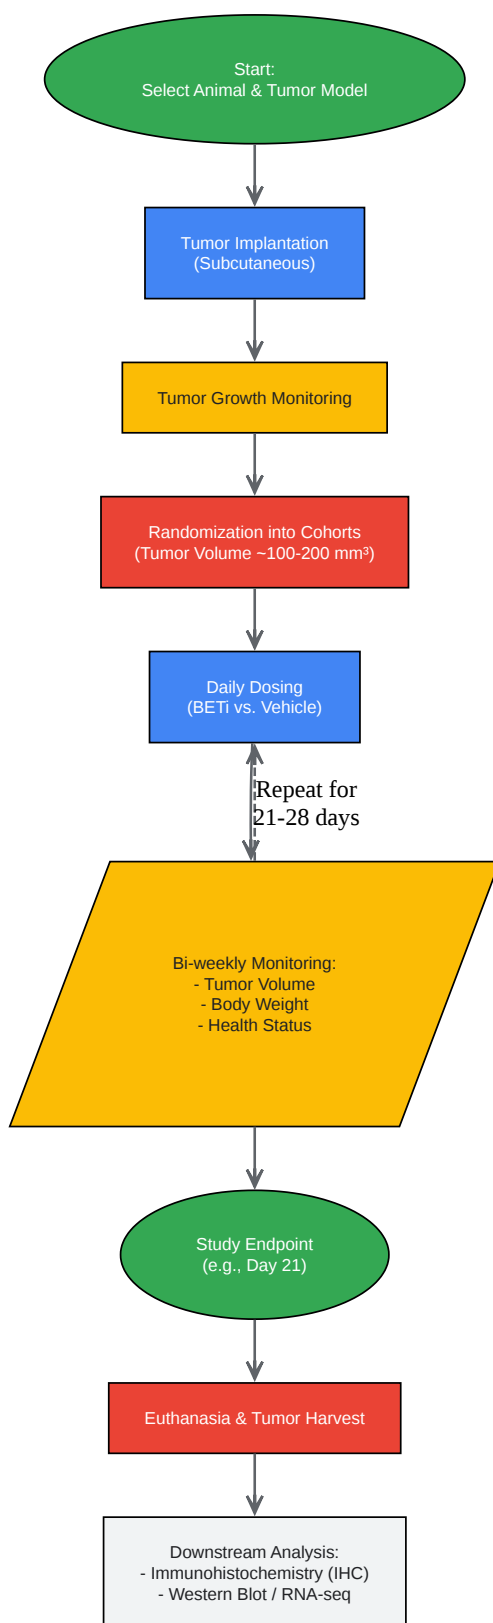 Start:
Select Animal & Tumor Model
Tumor Implantation
(Subcutaneous)
Tumor Growth Monitoring
Randomization into Cohorts
(Tumor Volume ~100-200 mm³)
Daily Dosing
(BETi vs. Vehicle)
Repeat for
21-28 days
Bi-weekly Monitoring:
- Tumor Volume
- Body Weight
- Health Status
Study Endpoint
(e.g., Day 21)
Euthanasia & Tumor Harvest
Downstream Analysis:
- Immunohistochemistry (IHC)
- Western Blot / RNA-seq